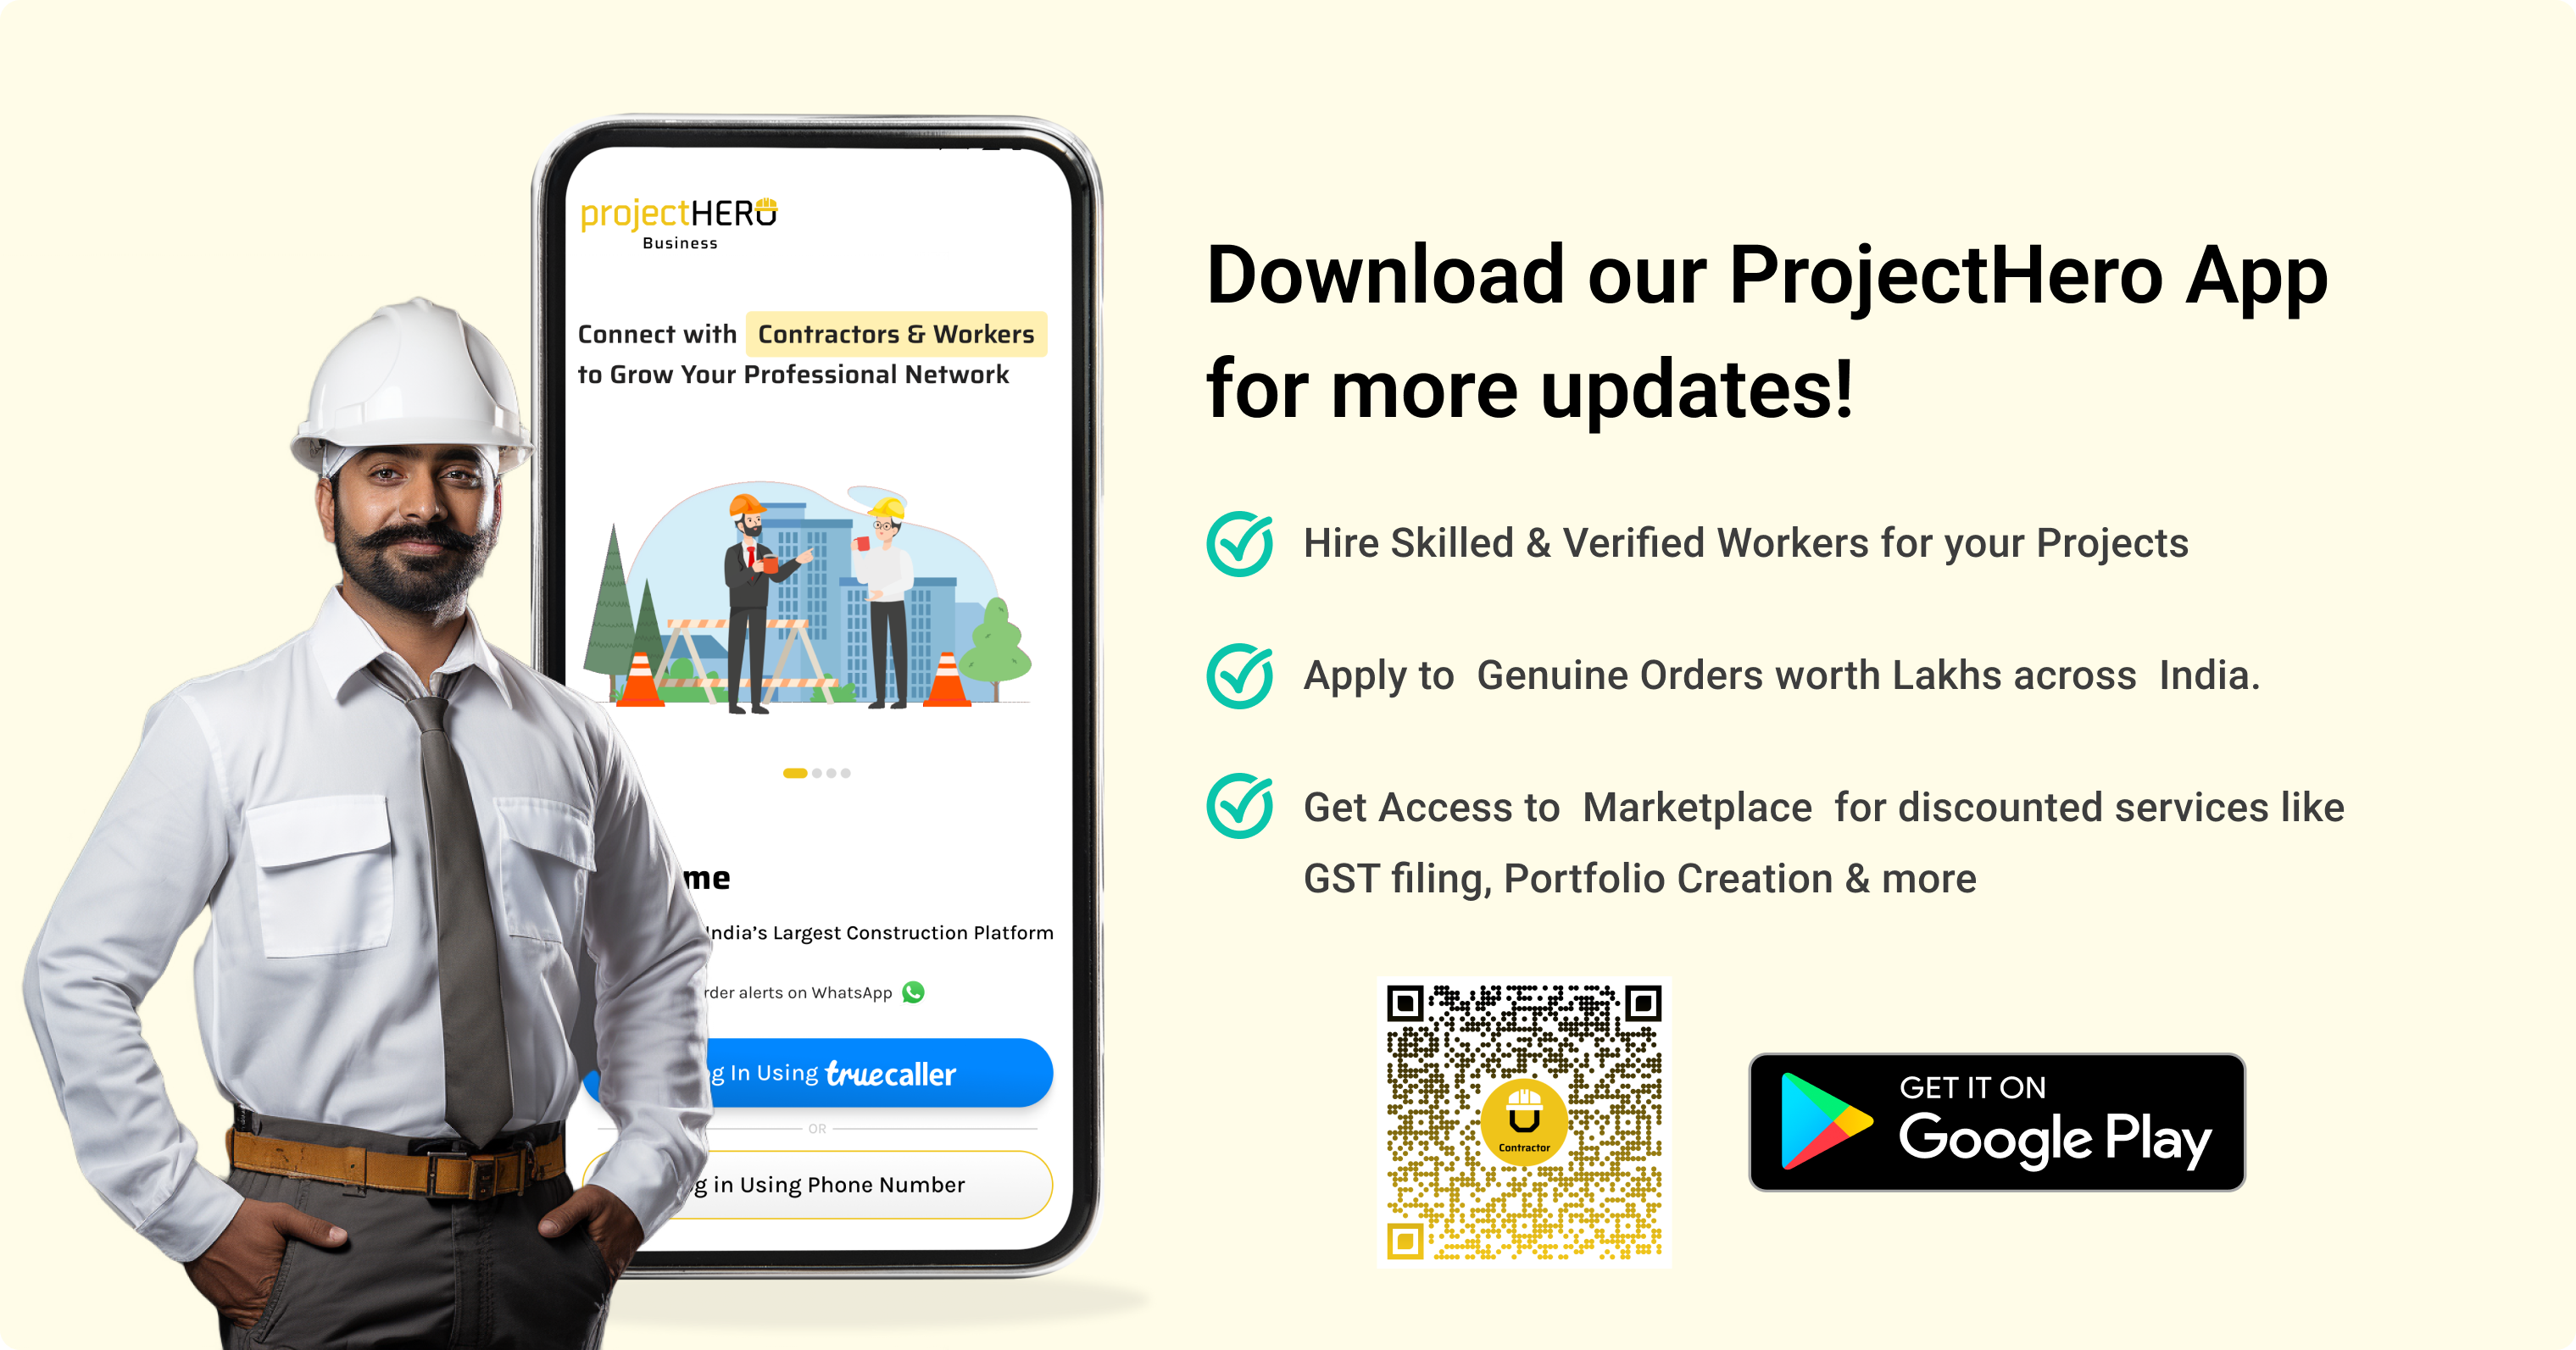 projectHERO
Business
Connect with Contractors & Workers
to Grow Your Professional Network
India's Largest Construction Platform
alerts on WhatsApp
In Using truecaller
OR
in Using Phone Number
Download our ProjectHero App
for more updates!
Hire Skilled & Verified Workers for your Projects
Apply to Genuine Orders worth Lakhs across India.
Get Access to Marketplace for discounted services like
GST filing, Portfolio Creation & more
Contractor
GET IT ON
Google Play